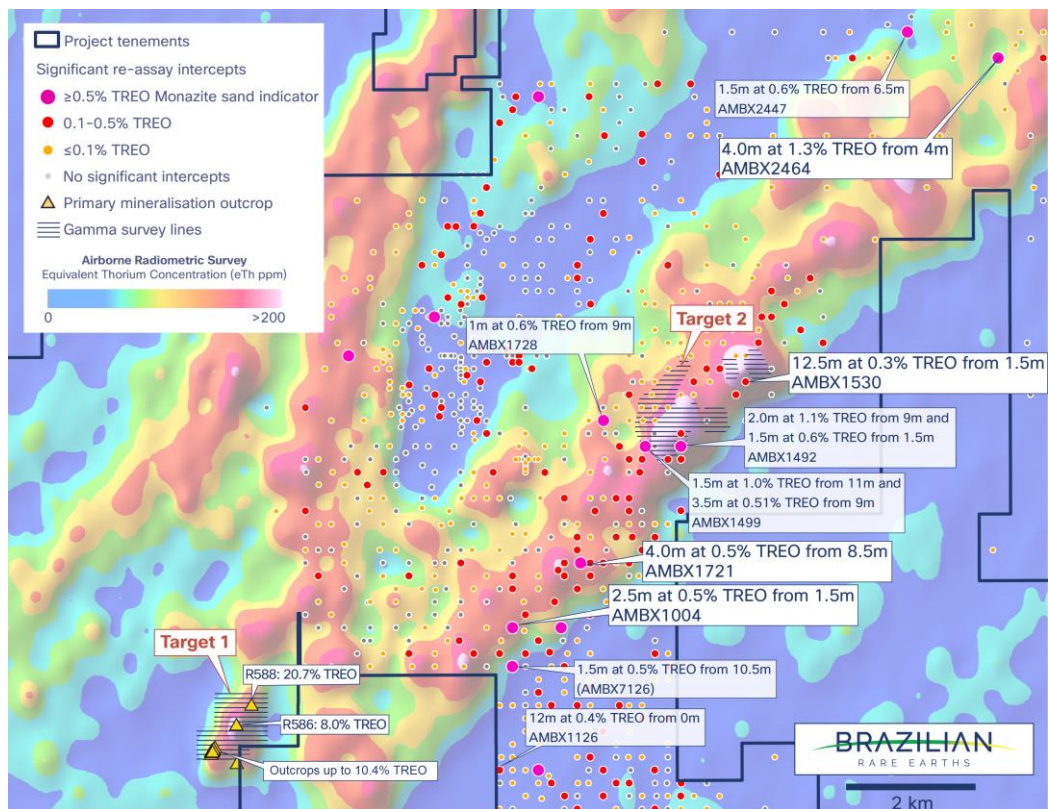 Project tenements
Significant re-assay intercepts
≥0.5% TREO Monazite sand indicator
0.1-0.5% TREO
≤0.1% TREO
No significant intercepts
Primary mineralisation outcrop
Gamma survey lines
Airborne Radiometric Survey
Equivalent Thorium Concentration (eTh ppm)
0
>200
1.5m at 0.6% TREO from 6.5m
AMBX2447
4.0m at 1.3% TREO from 4m
AMBX2464
1m at 0.6% TREO from 9m
AMBX1728
Target 2
12.5m at 0.3% TREO from 1.5m
AMBX1530
2.0m at 1.1% TREO from 9m and
1.5m at 0.6% TREO from 1.5m
AMBX1492
1.5m at 1.0% TREO from 11m and
3.5m at 0.51% TREO from 9m
AMBX1499
4.0m at 0.5% TREO from 8.5m
AMBX1721
2.5m at 0.5% TREO from 1.5m
AMBX1004
Target 1
R588: 20.7% TREO
1.5m at 0.5% TREO from 10.5m
(AMBX7126)
R586: 8.0% TREO
12m at 0.4% TREO from 0m
AMBX1126
Outcrops up to 10.4% TREO
BRAZILIAN
RARE EARTHS
2 km